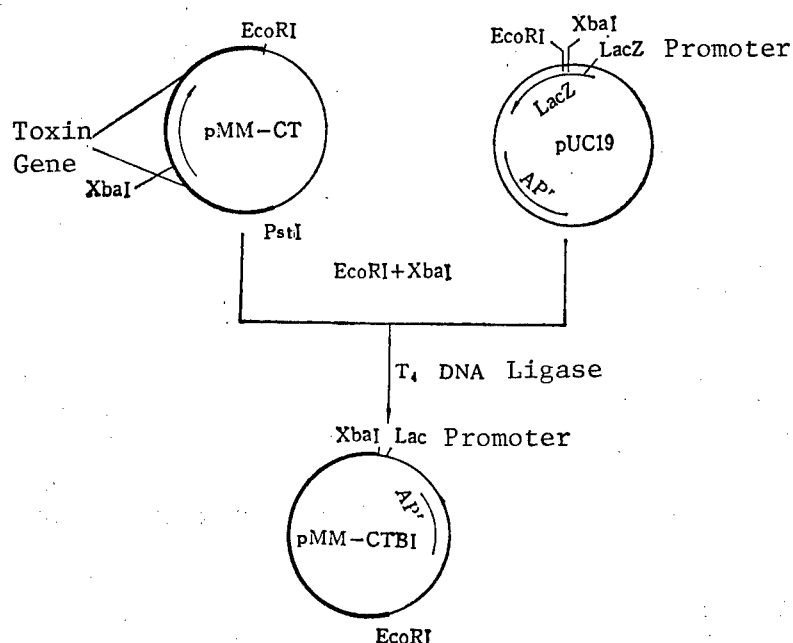 EcoRI
Toxin
Gene
pMM-CT
XbaI
PstI
EcoRI
XbaI
LacZ Promoter
LacZ
pUC19
APʳ
EcoRI+XbaI
T₄ DNA Ligase
XbaI Lac Promoter
APʳ
pMM-CTBI
EcoRI